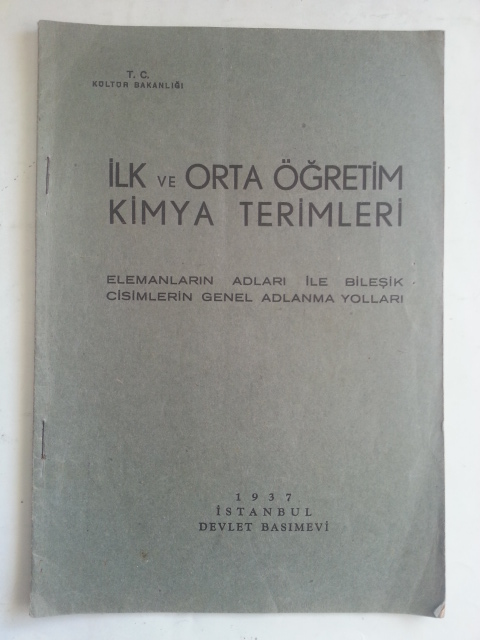 T. C.
KÜLTÜR BAKANLIĞI
İLK VE ORTA ÖĞRETİM
KİMYA TERİMLERİ
ELEMANLARIN ADLARI İLE BİLEŞİK
CİSİMLERİN GENEL ADLANMA YOLLARI
1937
İSTANBUL
DEVLET BASIMEVİ